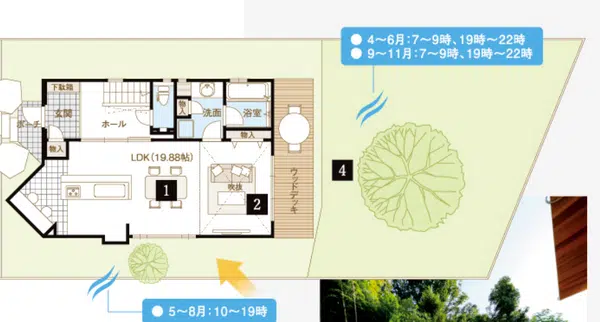 ● 4〜6月：7〜9時、19時〜22時
● 9〜11月：7〜9時、19時〜22時
下駄箱
玄関
ポーチ
ホール
物入
物
洗面
浴室
物入
LDK（19.88帖）
1
吹抜
2
ウッドデッキ
4
● 5〜8月：10〜19時